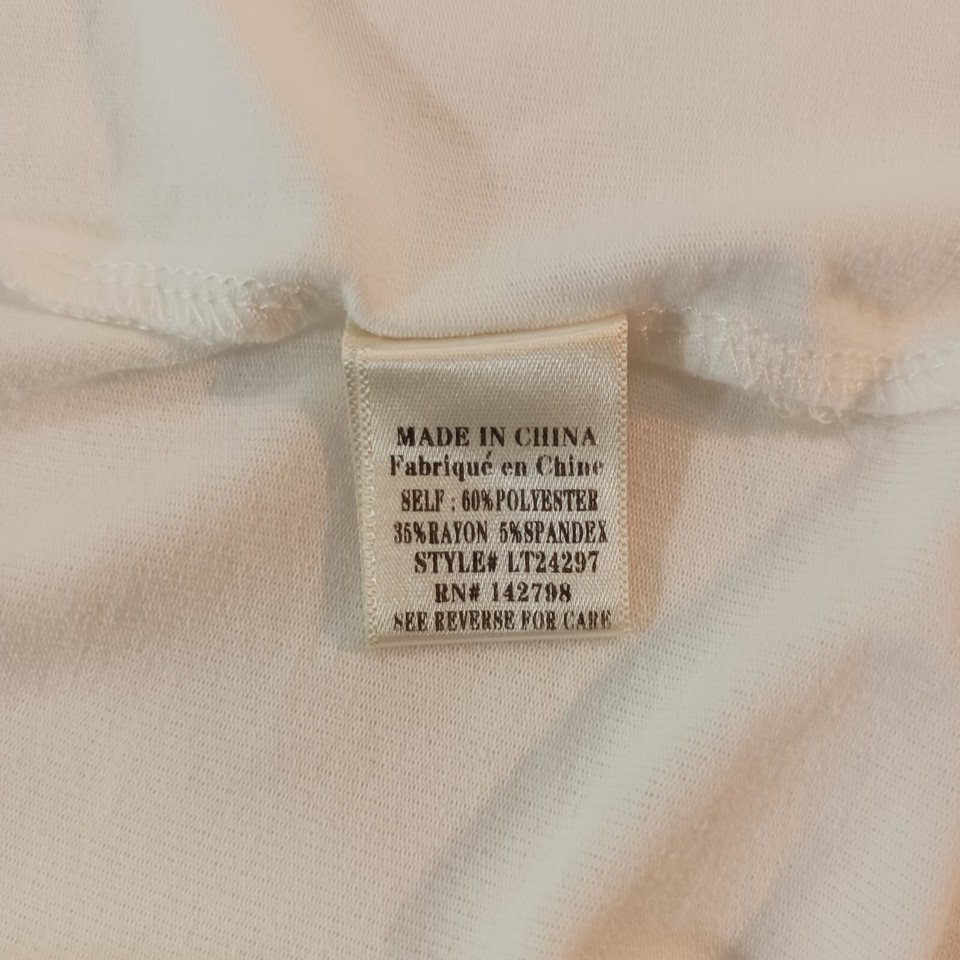 MADE IN CHINA
Fabriqué en Chine
SELF : 60%POLYESTER
35%RAYON 5%SPANDEX
STYLE# LT24297
RN# 142798
SEE REVERSE FOR CARE